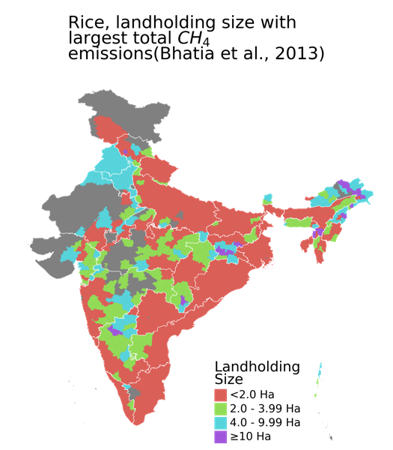 Rice, landholding size with
largest total CH₄
emissions(Bhatia et al., 2013)
Landholding
Size
<2.0 Ha
2.0 - 3.99 Ha
4.0 - 9.99 Ha
≥10 Ha